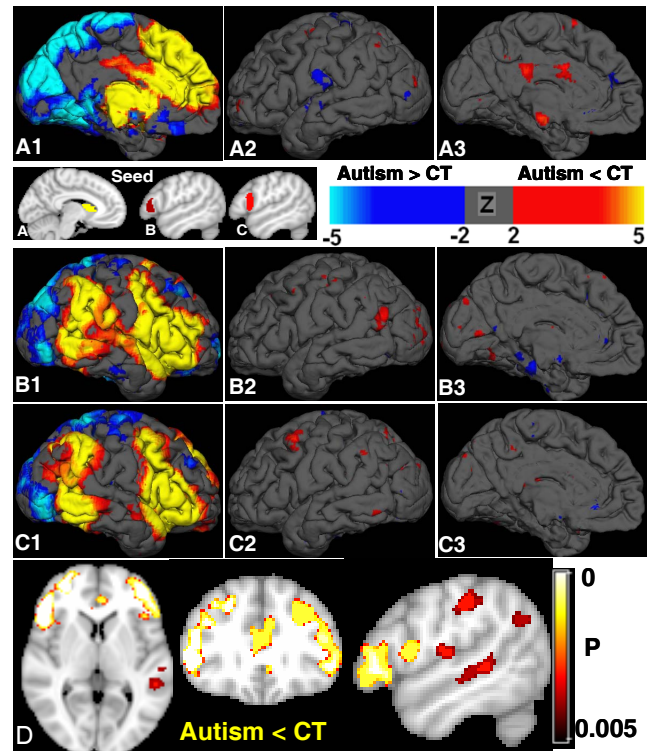 A1
A2
A3
Seed
A
B
C
Autism > CT
Autism < CT
Z
-5
-2
2
5
B1
B2
B3
C1
C2
C3
D
Autism < CT
0
P
0.005